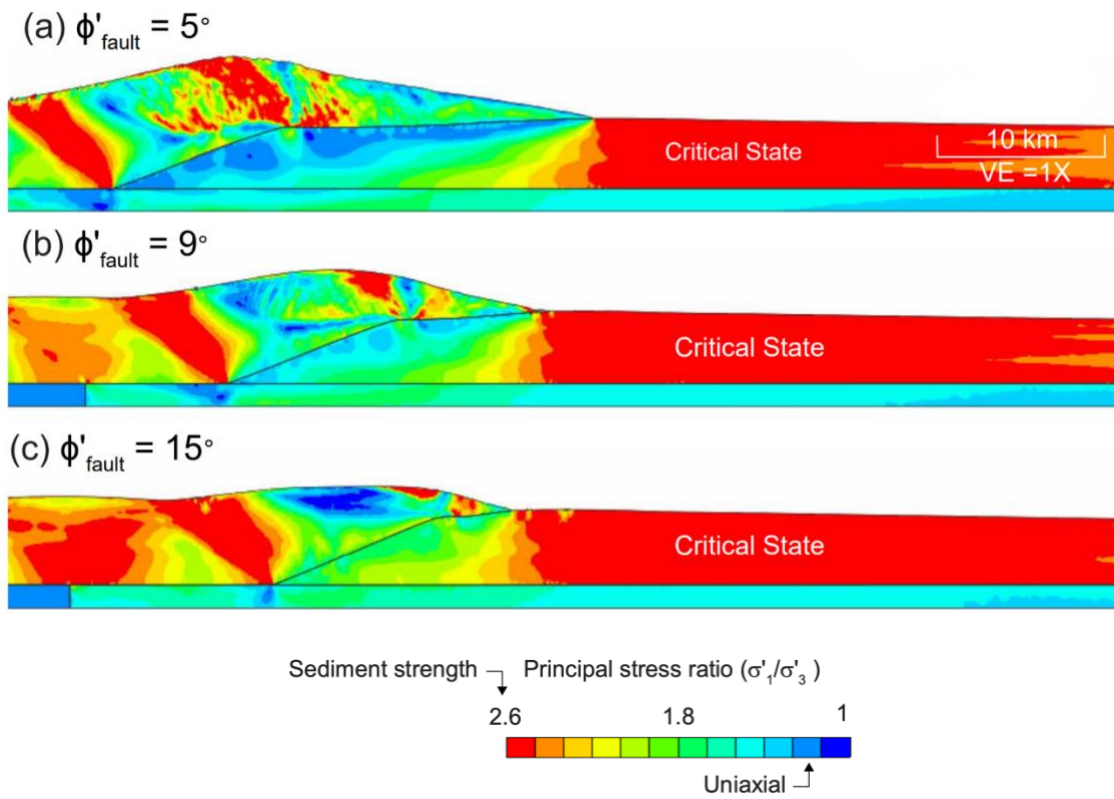 (a) ϕ'fault = 5°
Critical State
10 km
VE =1X
(b) ϕ'fault = 9°
Critical State
(c) ϕ'fault = 15°
Critical State
Sediment strength Principal stress ratio (σ'1/σ'3 )
2.6 1.8 1
Uniaxial